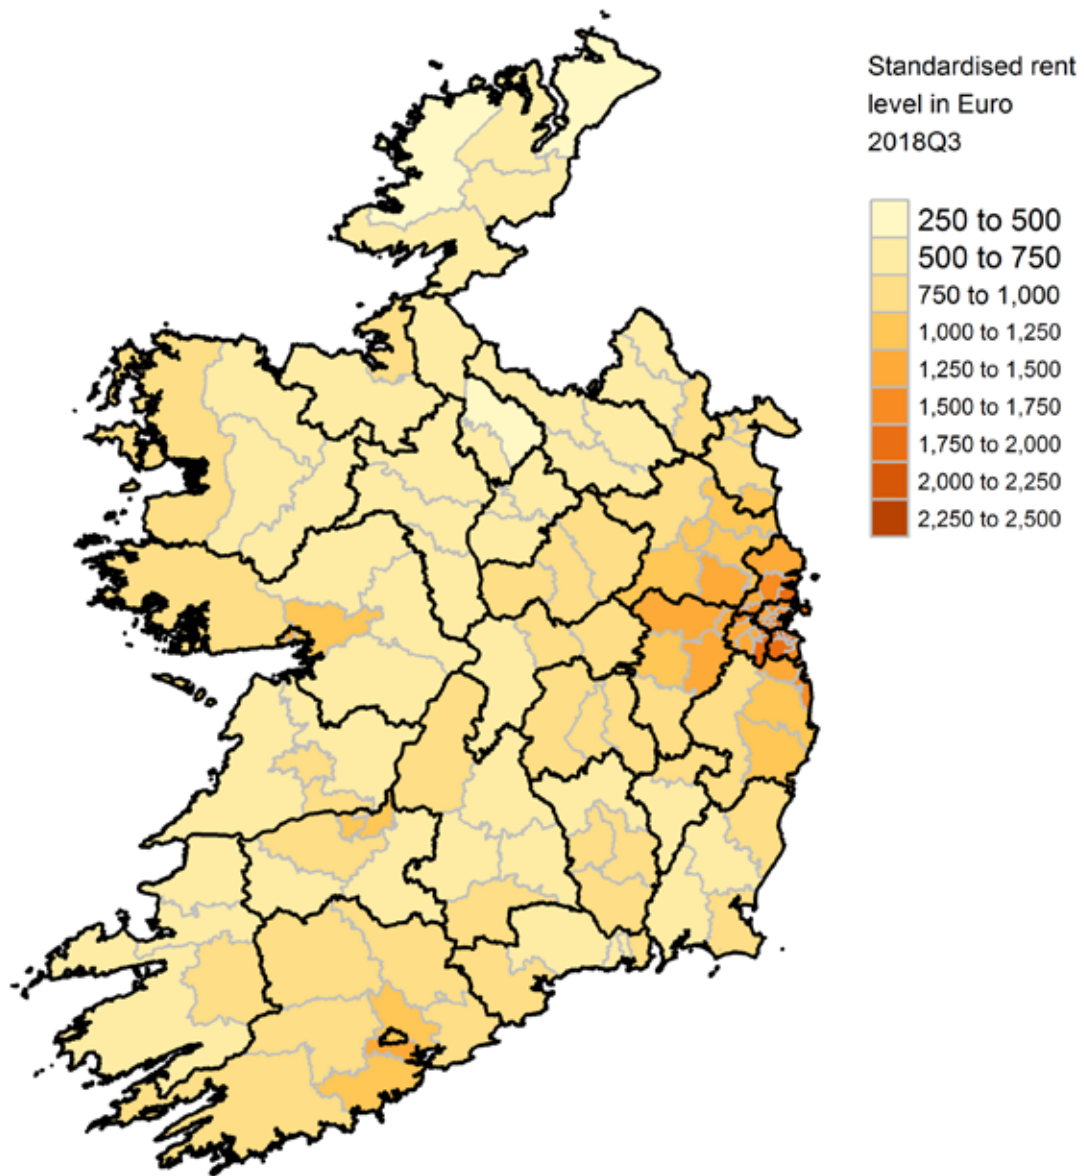 Standardised rent
level in Euro
2018Q3
250 to 500
500 to 750
750 to 1,000
1,000 to 1,250
1,250 to 1,500
1,500 to 1,750
1,750 to 2,000
2,000 to 2,250
2,250 to 2,500